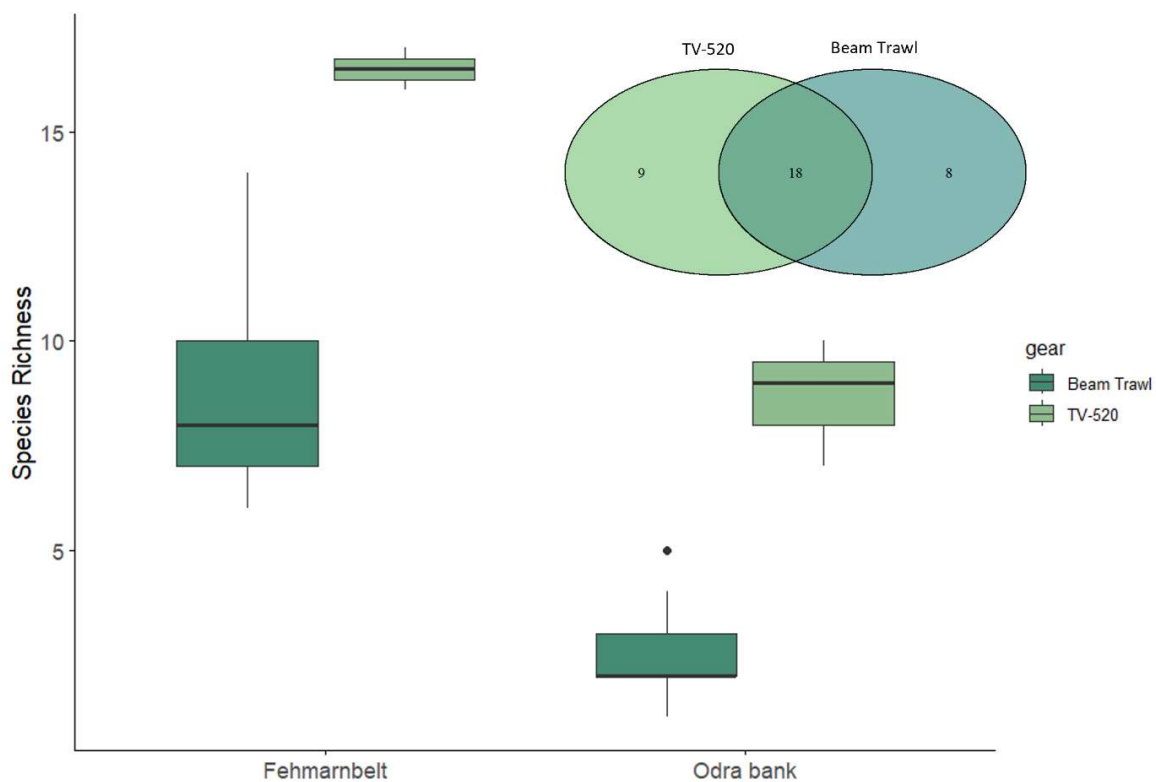 TV-520 Beam Trawl
9 18 8
Species Richness
15
10
5
gear
Beam Trawl
TV-520
Fehmarnbelt Odra bank